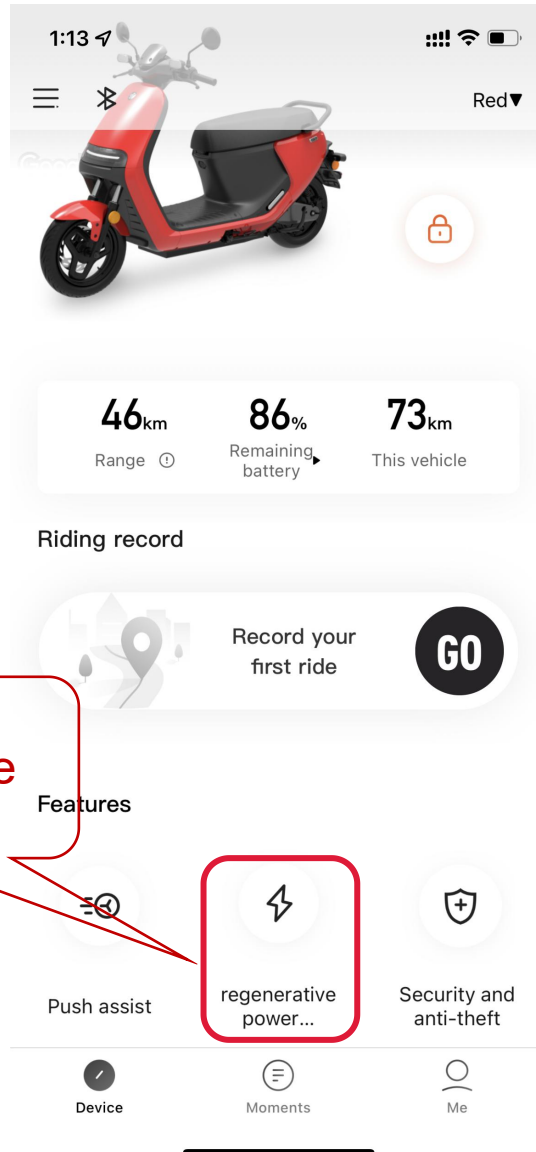 1:13
Red▼
46km
86%
73km
Range
Remaining
battery
This vehicle
Riding record
Record your
first ride
GO
e
Features
Push assist
regenerative
power...
Security and
anti-theft
Device
Moments
Me